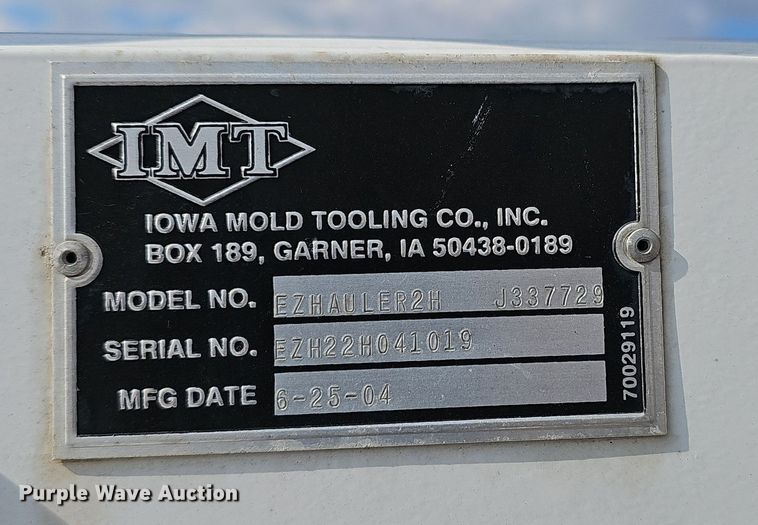 IMT
IOWA MOLD TOOLING CO., INC.
BOX 189, GARNER, IA 50438-0189
MODEL NO. EZHAULER2H J337729
SERIAL NO. EZH22H041019
MFG DATE 6-25-04
70029119
Purple Wave Auction